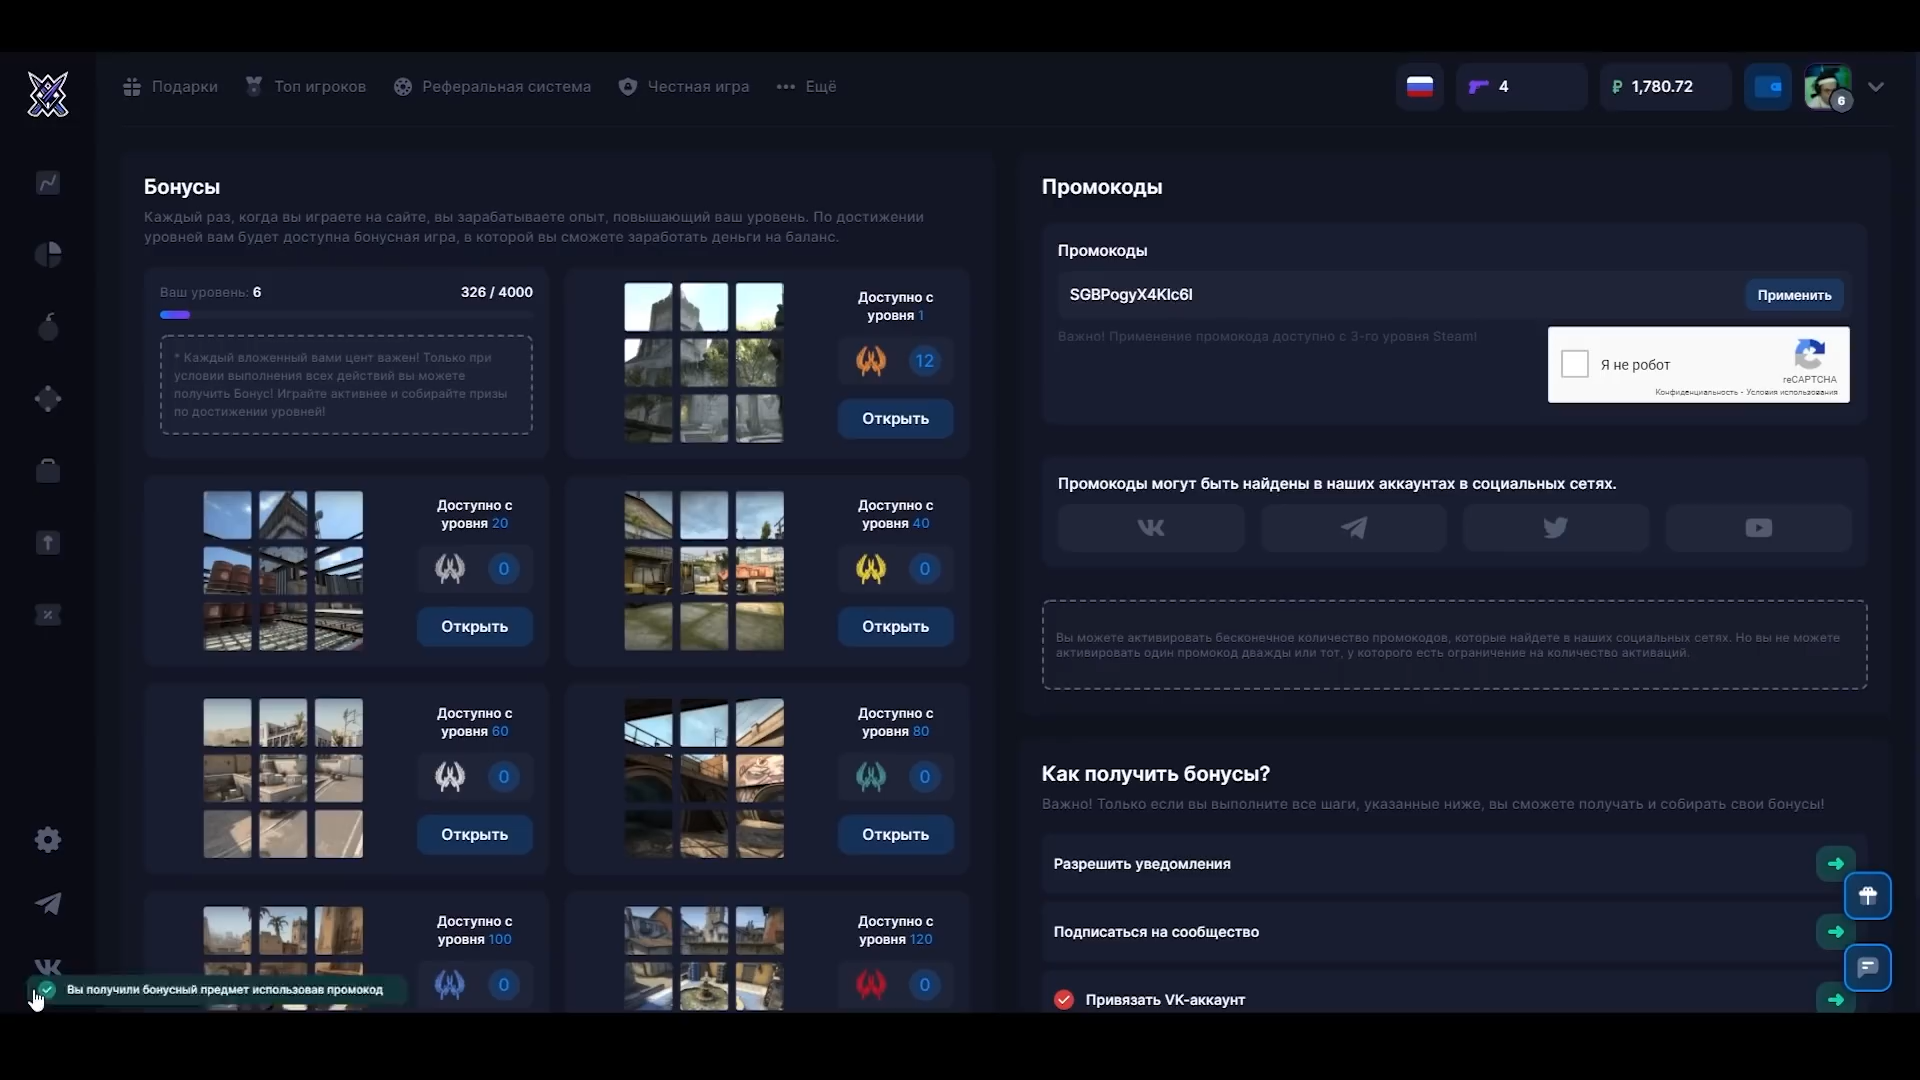 Подарки
Топ игроков
Реферальная система
Честная игра
Ещё
4
₽ 1,780.72
6
Бонусы
Каждый раз, когда вы играете на сайте, вы зарабатываете опыт, повышающий ваш уровень. По достижении
уровней вам будет доступна бонусная игра, в которой вы сможете заработать деньги на баланс.
Ваш уровень: 6
326 / 4000
* Каждый вложенный вами цент важен! Только при
условии выполнения всех действий вы можете
получить Бонус! Играйте активнее и собирайте призы
по достижении уровней!
Доступно с
уровня 1
12
Открыть
Доступно с
уровня 20
0
Открыть
Доступно с
уровня 40
0
Открыть
Доступно с
уровня 60
0
Открыть
Доступно с
уровня 80
0
Открыть
Доступно с
уровня 100
0
Доступно с
уровня 120
0
Вы получили бонусный предмет использовав промокод
Промокоды
Промокоды
SGBPogyX4KIc6I
Применить
Важно! Применение промокода доступно с 3-го уровня Steam!
Я не робот
reCAPTCHA
Конфиденциальность - Условия использования
Промокоды могут быть найдены в наших аккаунтах в социальных сетях.
Вы можете активировать бесконечное количество промокодов, которые найдете в наших социальных сетях. Но вы не можете
активировать один промокод дважды или тот, у которого есть ограничение на количество активаций.
Как получить бонусы?
Важно! Только если вы выполните все шаги, указанные ниже, вы сможете получать и собирать свои бонусы!
Разрешить уведомления
Подписаться на сообщество
Привязать VK-аккаунт